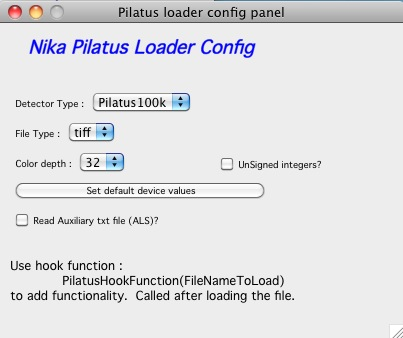 Pilatus loader config panel
Nika Pilatus Loader Config
Detector Type : Pilatus100k
File Type : tiff
Color depth : 32 UnSigned integers?
Set default device values
Read Auxiliary txt file (ALS)?
Use hook function :
PilatusHookFunction(FileNameToLoad)
to add functionality. Called after loading the file.